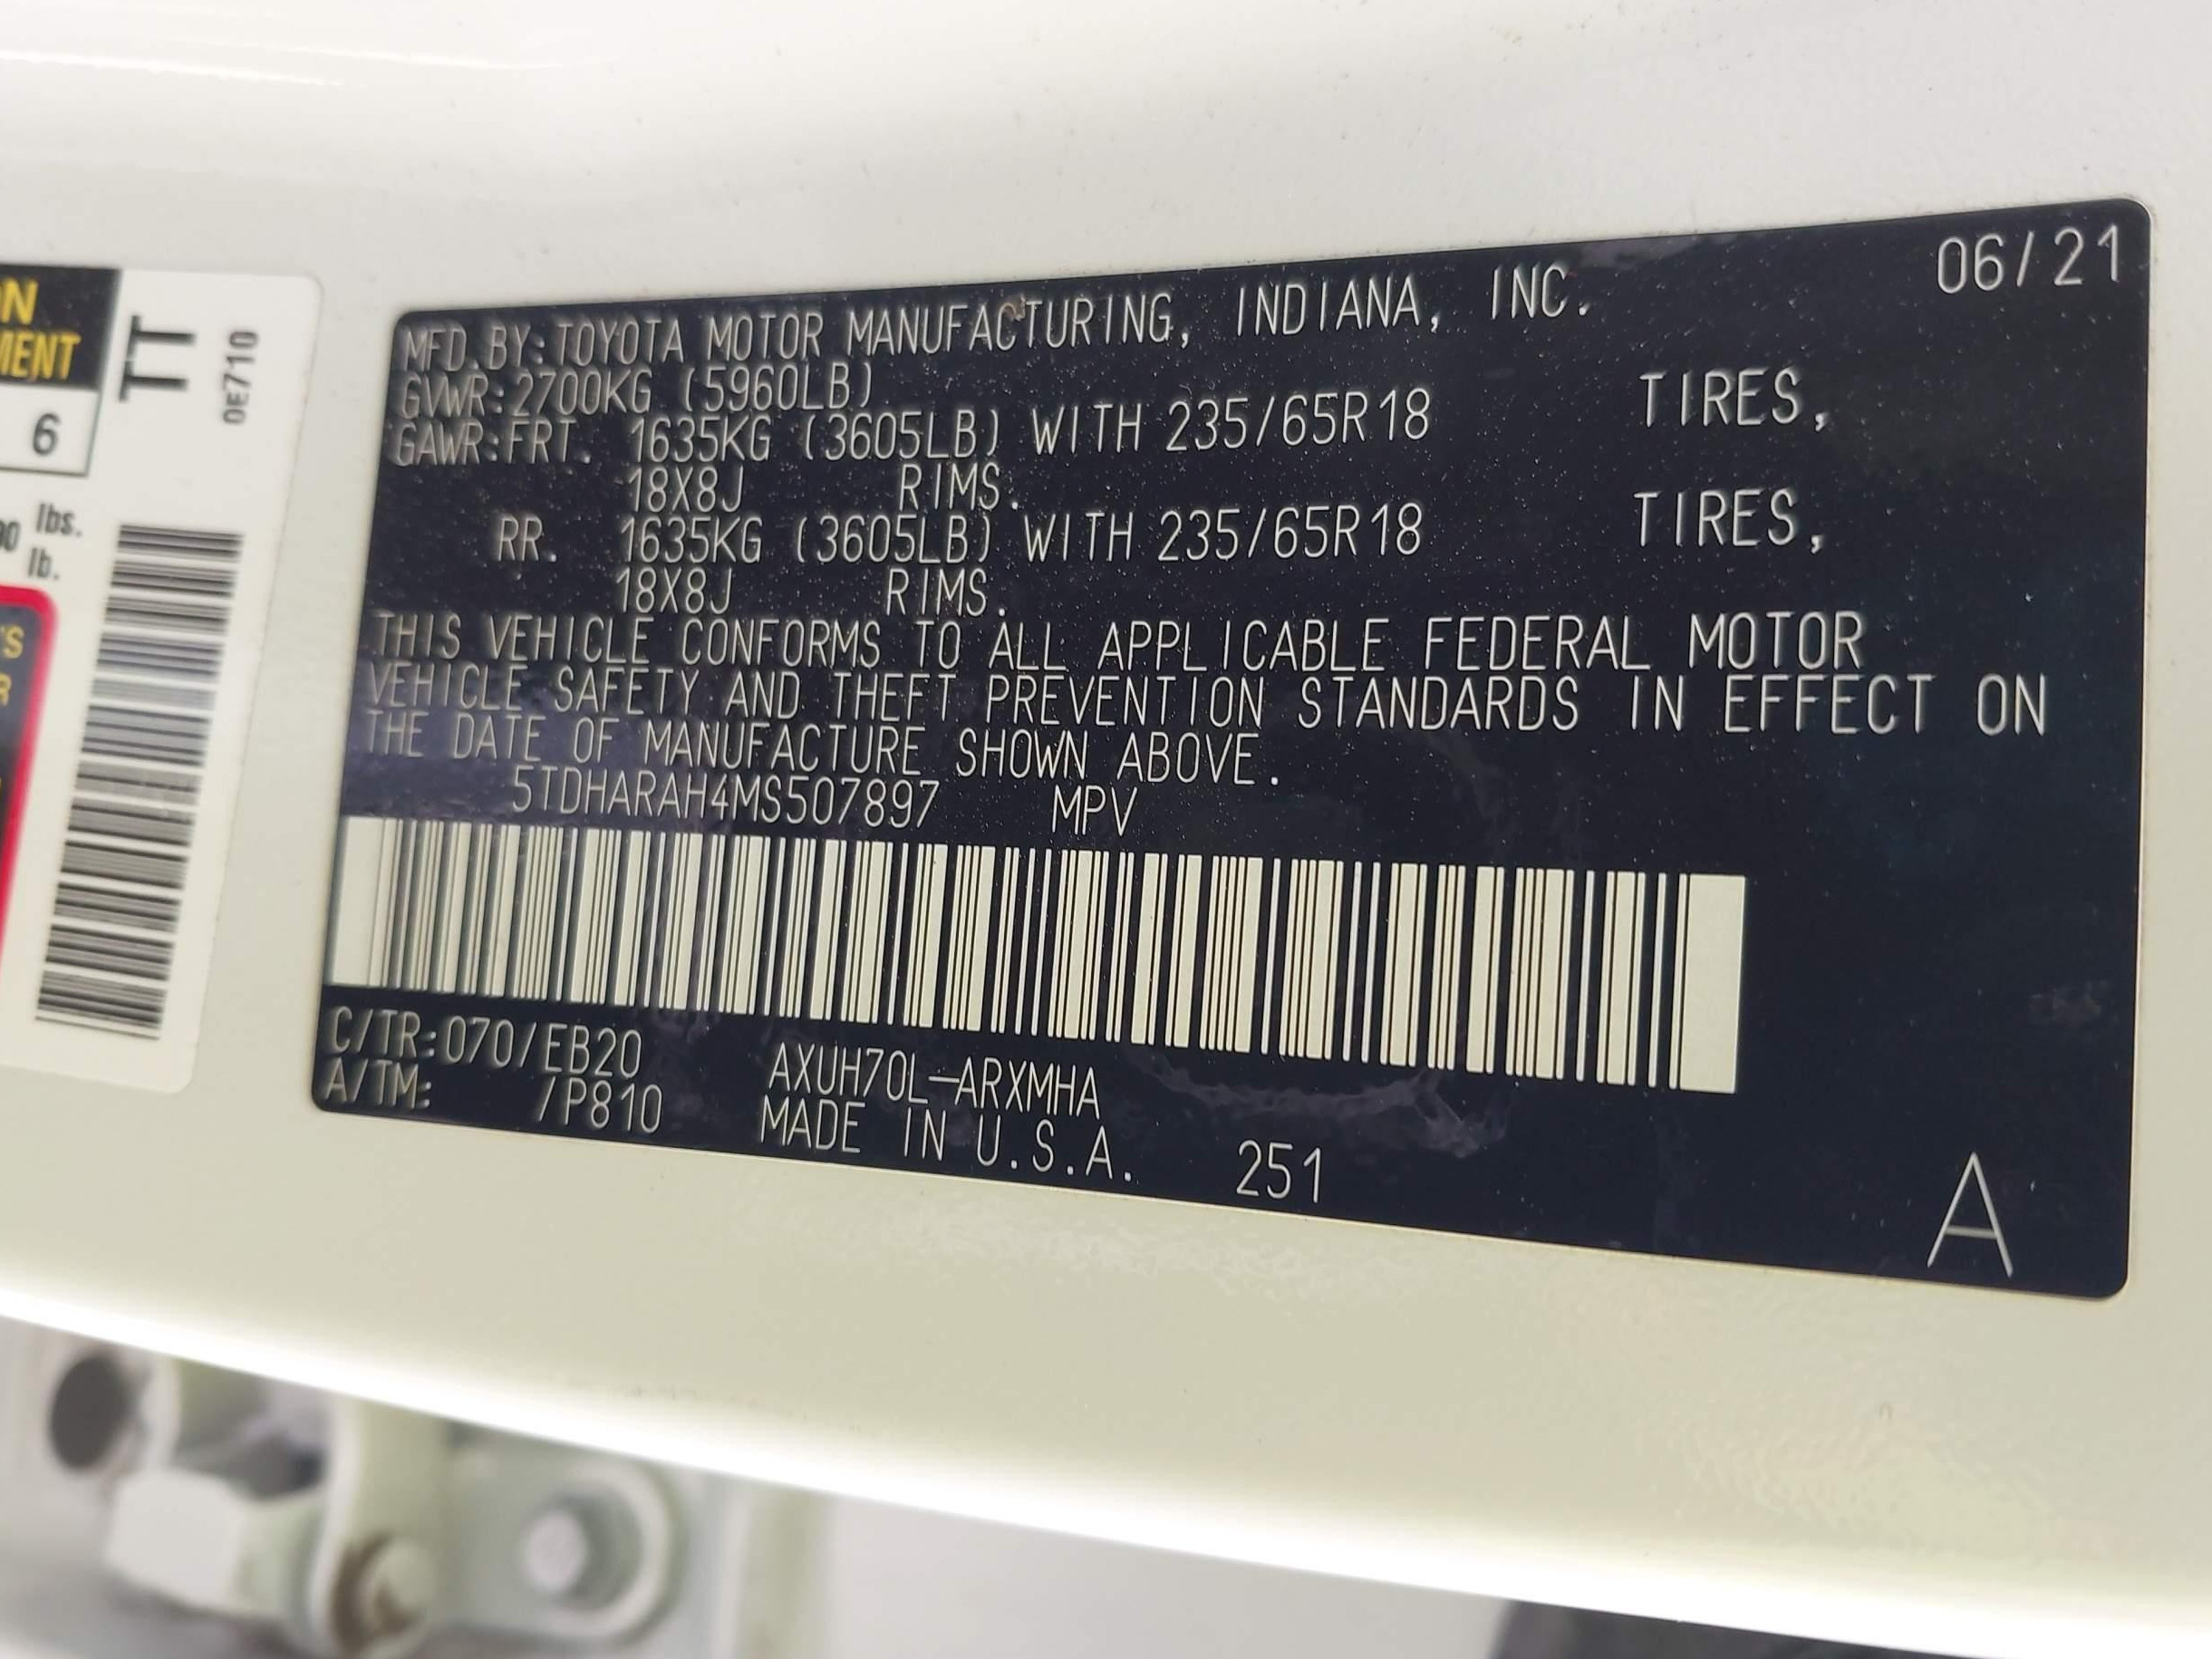 ON
MENT
6
lbs.
lb.
'S
R
TT
0E710
06/21
MFD.BY:TOYOTA MOTOR MANUFACTURING, INDIANA, INC.
GVWR:2700KG (5960LB)
GAWR:FRT. 1635KG (3605LB) WITH 235/65R18 TIRES,
18X8J RIMS.
RR. 1635KG (3605LB) WITH 235/65R18 TIRES,
18X8J RIMS.
THIS VEHICLE CONFORMS TO ALL APPLICABLE FEDERAL MOTOR
VEHICLE SAFETY AND THEFT PREVENTION STANDARDS IN EFFECT ON
THE DATE OF MANUFACTURE SHOWN ABOVE.
5TDHARAH4MS507897 MPV
C/TR:070/EB20 AXUH70L-ARXMHA
A/TM: /P810 MADE IN U.S.A. 251
A